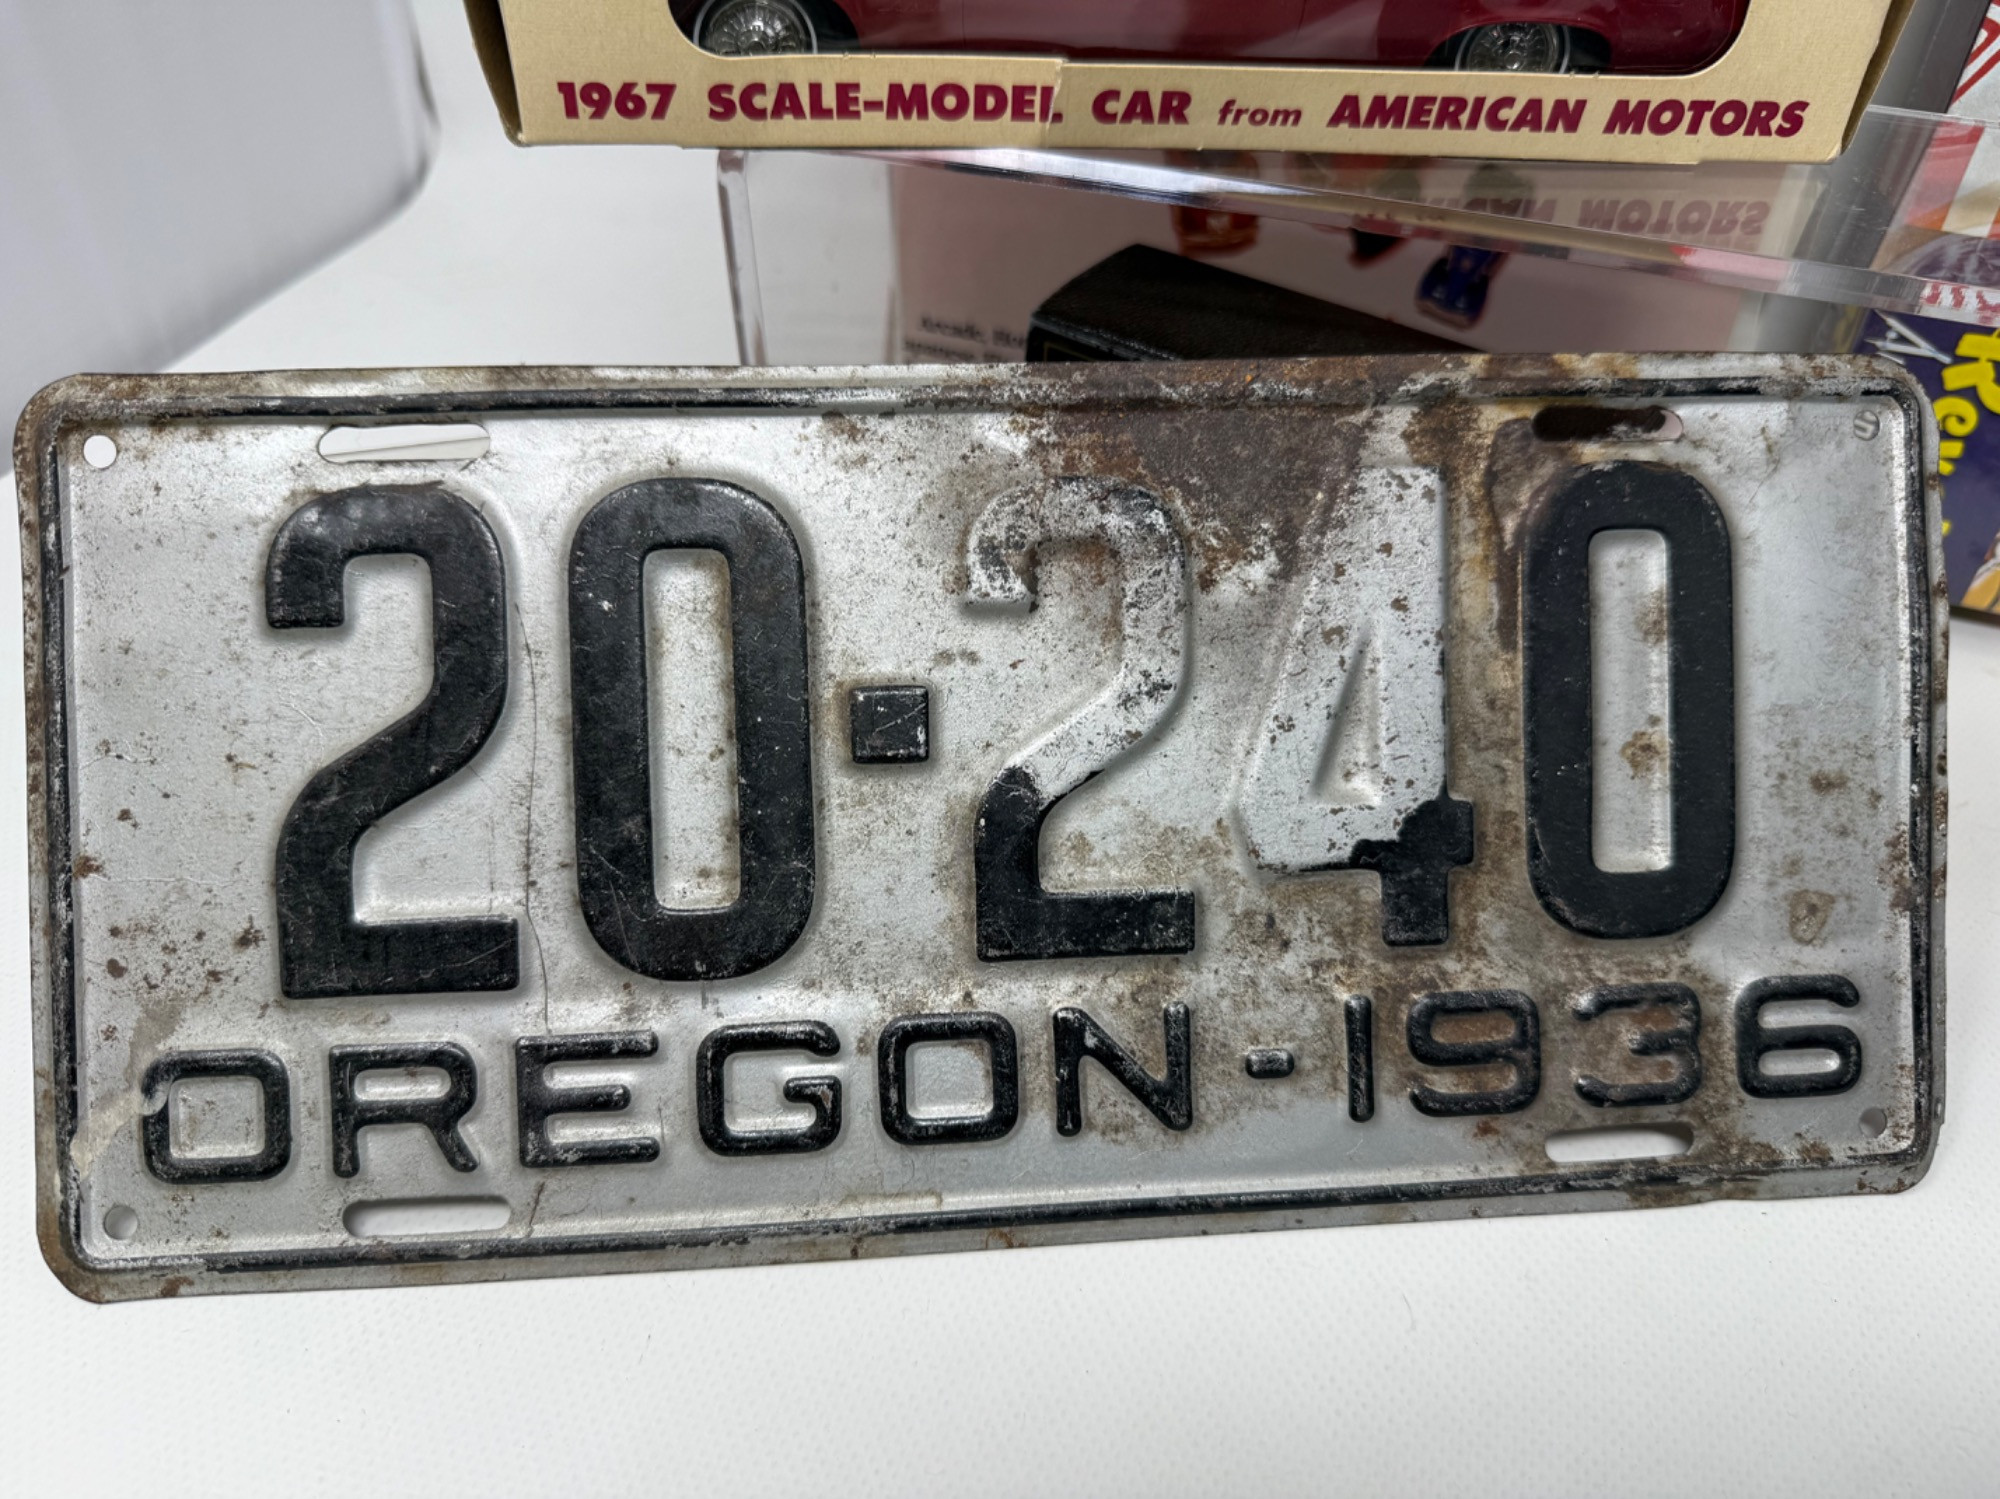 1967 SCALE-MODEL CAR from AMERICAN MOTORS
20-240
OREGON-1936